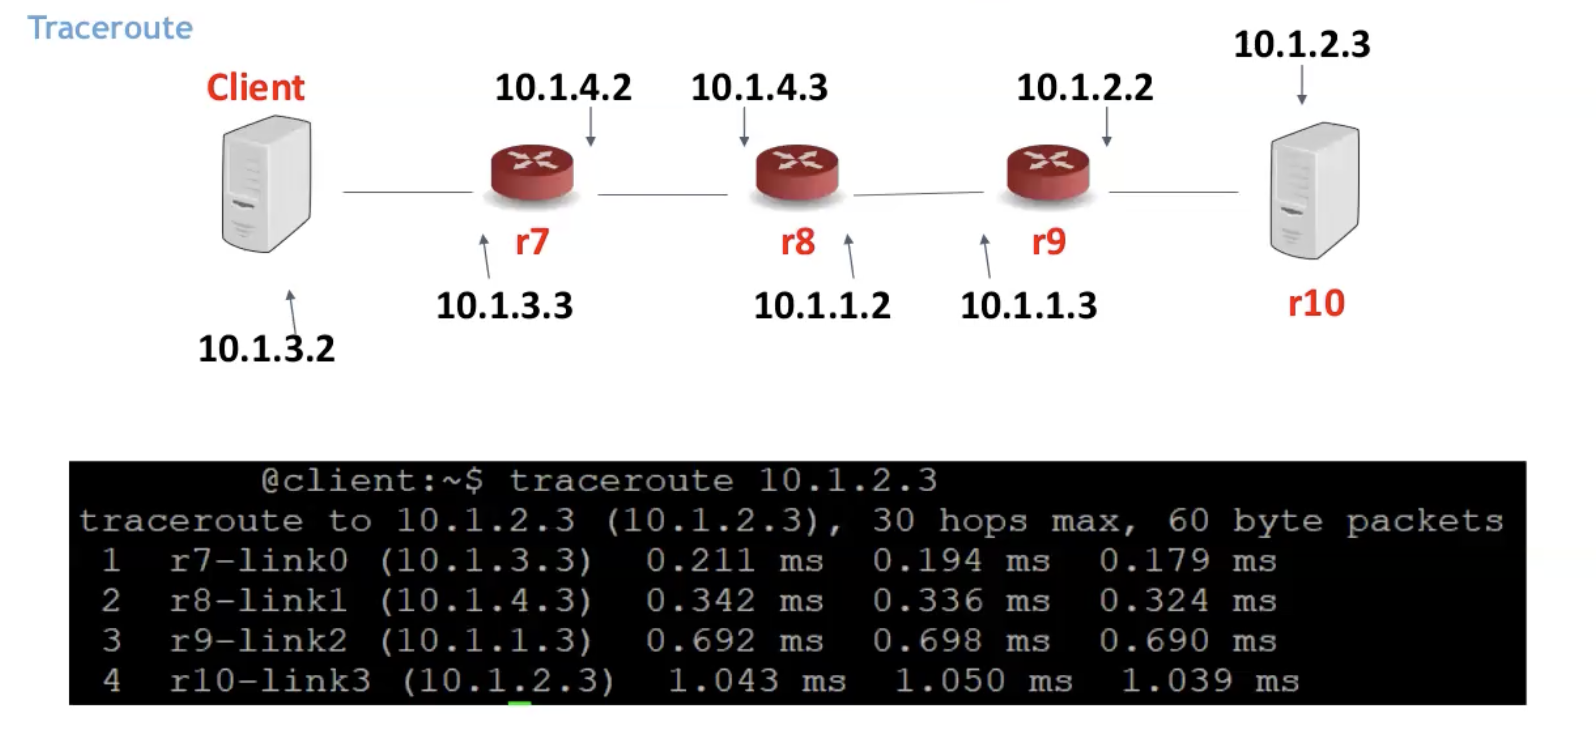 Traceroute
10.1.2.3
Client
10.1.4.2
10.1.4.3
10.1.2.2
r7
r8
r9
10.1.3.3
10.1.1.2
10.1.1.3
r10
10.1.3.2
@client:~$ traceroute 10.1.2.3
traceroute to 10.1.2.3 (10.1.2.3), 30 hops max, 60 byte packets
1 r7-link0 (10.1.3.3) 0.211 ms 0.194 ms 0.179 ms
2 r8-link1 (10.1.4.3) 0.342 ms 0.336 ms 0.324 ms
3 r9-link2 (10.1.1.3) 0.692 ms 0.698 ms 0.690 ms
4 r10-link3 (10.1.2.3) 1.043 ms 1.050 ms 1.039 ms